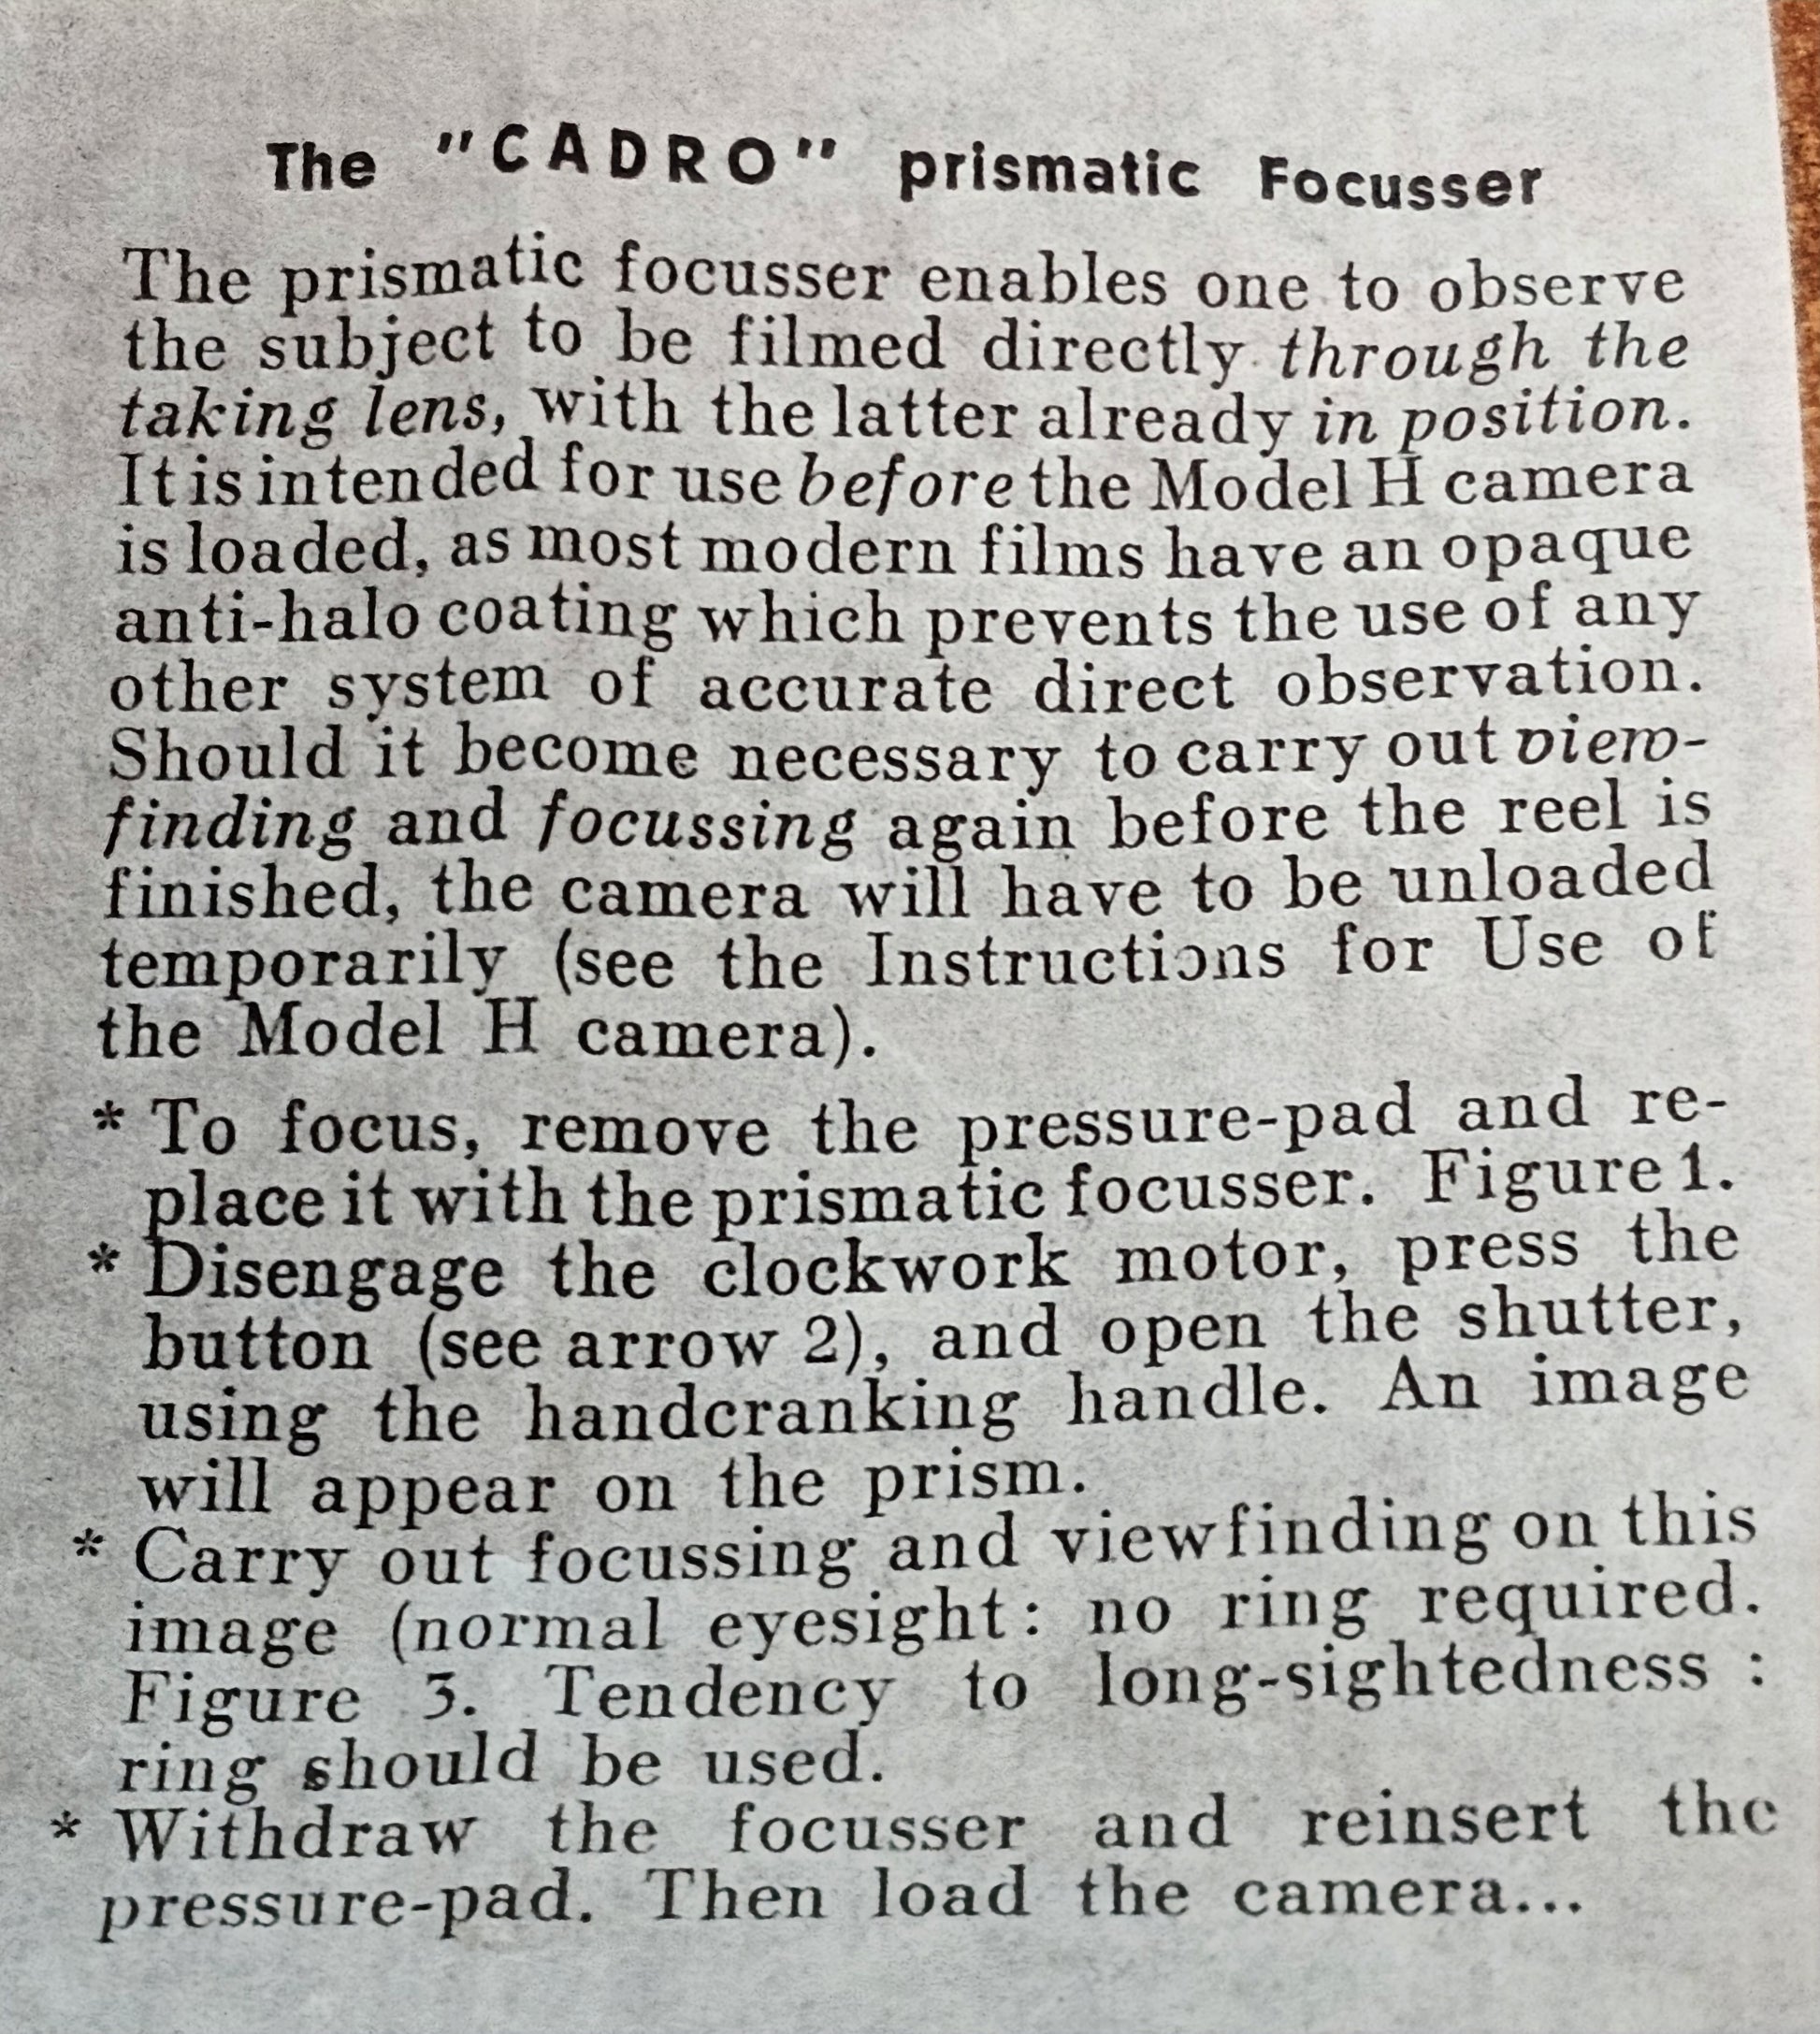 The "CADRO" prismatic Focusser
The prismatic focusser enables one to observe
the subject to be filmed directly through the
taking lens, with the latter already in position.
It is intended for use before the Model H camera
is loaded, as most modern films have an opaque
anti-halo coating which prevents the use of any
other system of accurate direct observation.
Should it become necessary to carry out view-
finding and focussing again before the reel is
finished, the camera will have to be unloaded
temporarily (see the Instructions for Use of
the Model H camera).
* To focus, remove the pressure-pad and re-
place it with the prismatic focusser. Figure 1.
* Disengage the clockwork motor, press the
button (see arrow 2), and open the shutter,
using the handcranking handle. An image
will appear on the prism.
* Carry out focussing and viewfinding on this
image (normal eyesight : no ring required.
Figure 3. Tendency to long-sightedness :
ring should be used.
* Withdraw the focusser and reinsert the
pressure-pad. Then load the camera...